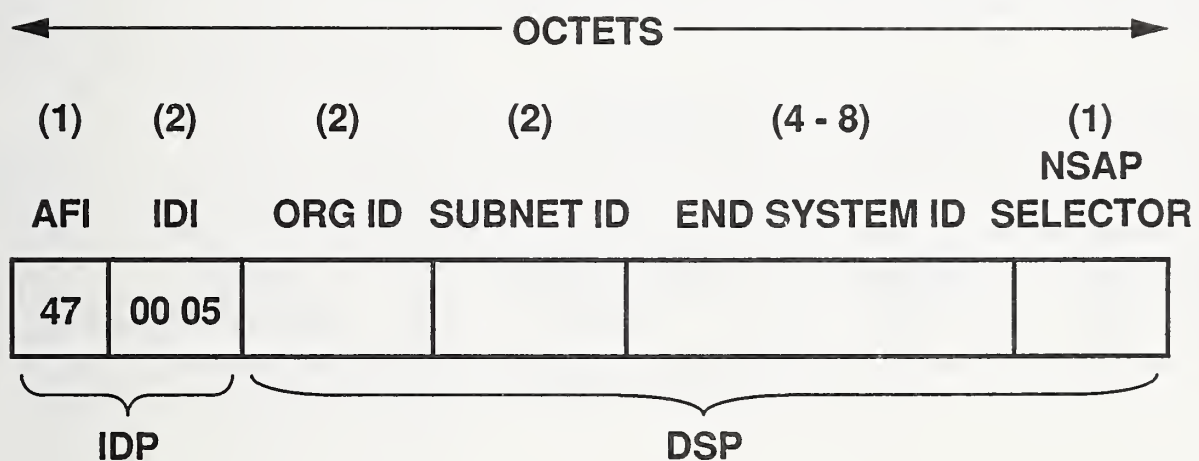 OCTETS
(1) (2) (2) (2) (4 - 8) (1)
NSAP
AFI IDI ORG ID SUBNET ID END SYSTEM ID SELECTOR
47 00 05
IDP DSP